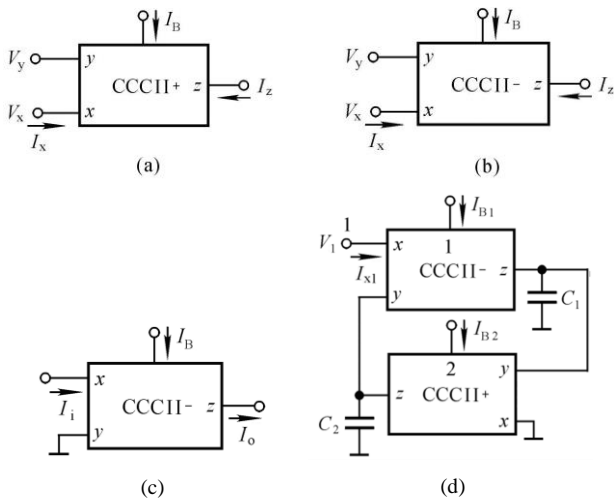 I_B
V_y y
CCCII+ z I_z
V_x x
I_x
(a)
I_B
V_y y
CCCII− z I_z
V_x x
I_x
(b)
I_B
x
I_i CCCII− z
y I_o
(c)
1 I_B1
V_1 x 1
I_x1 CCCII− z
y C_1
I_B2
2 y
z CCCII+
C_2 x
(d)